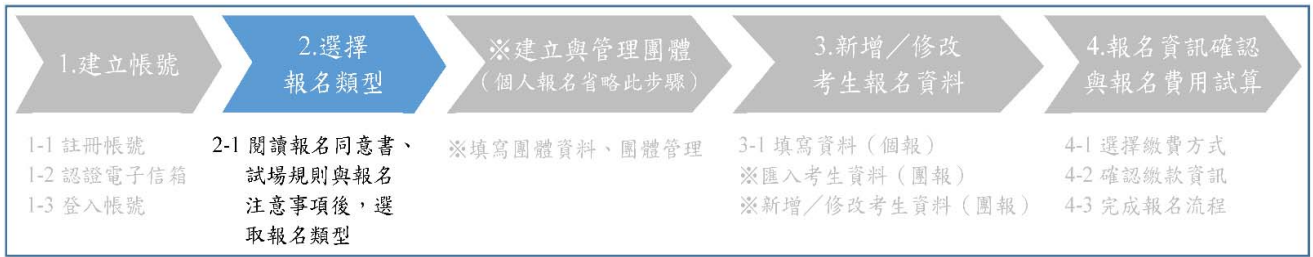 1.建立帳號
2.選擇
報名類型
※建立與管理團體
（個人報名省略此步驟）
3.新增／修改
考生報名資料
4.報名資訊確認
與報名費用試算
1-1 註冊帳號
1-2 認證電子信箱
1-3 登入帳號
2-1 閱讀報名同意書、
試場規則與報名
注意事項後，選
取報名類型
※填寫團體資料、團體管理
3-1 填寫資料（個報）
※匯入考生資料（團報）
※新增／修改考生資料（團報）
4-1 選擇繳費方式
4-2 確認繳款資訊
4-3 完成報名流程